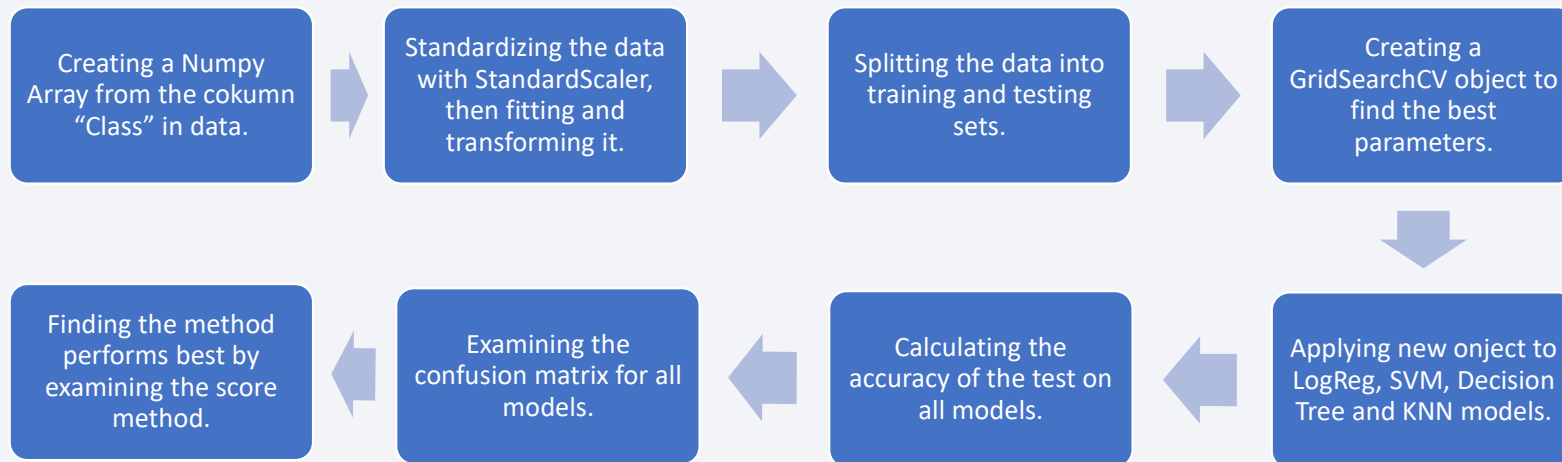 Creating a Numpy
Array from the cokumn
“Class” in data.
Standardizing the data
with StandardScaler,
then fitting and
transforming it.
Splitting the data into
training and testing
sets.
Creating a
GridSearchCV object to
find the best
parameters.
Applying new onject to
LogReg, SVM, Decision
Tree and KNN models.
Calculating the
accuracy of the test on
all models.
Examining the
confusion matrix for all
models.
Finding the method
performs best by
examining the score
method.